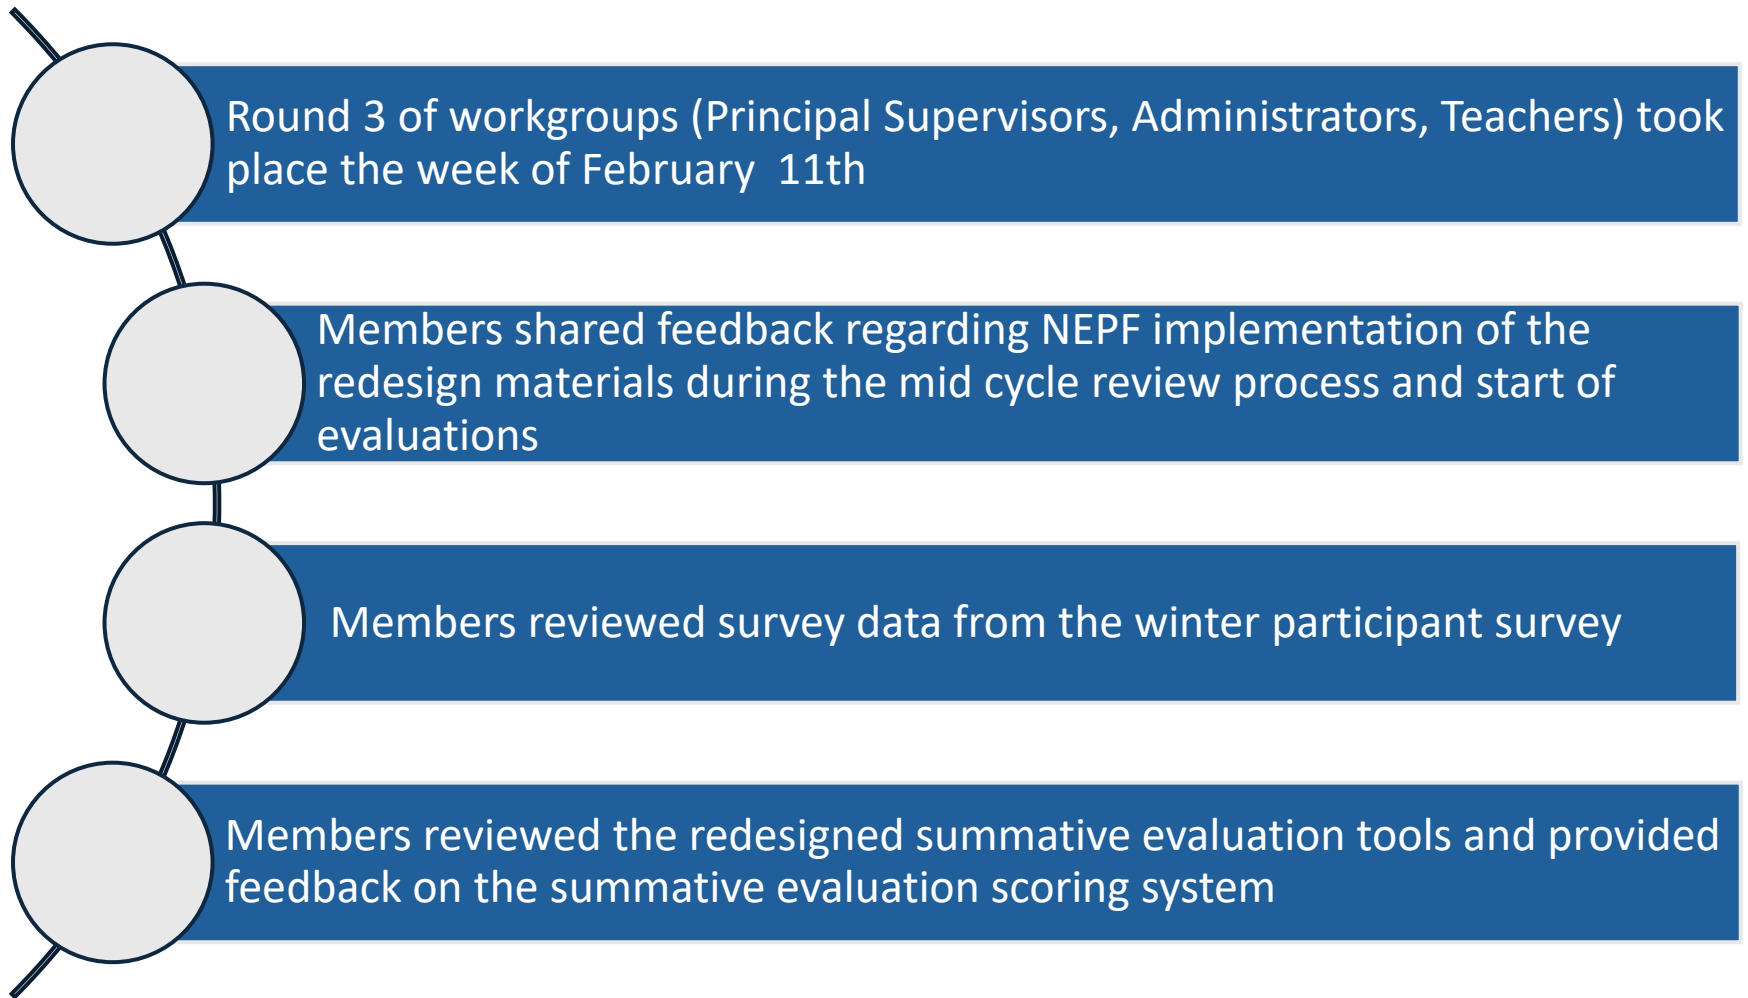 Round 3 of workgroups (Principal Supervisors, Administrators, Teachers) took
place the week of February  11th
Members shared feedback regarding NEPF implementation of the
redesign materials during the mid cycle review process and start of
evaluations
Members reviewed survey data from the winter participant survey
Members reviewed the redesigned summative evaluation tools and provided
feedback on the summative evaluation scoring system